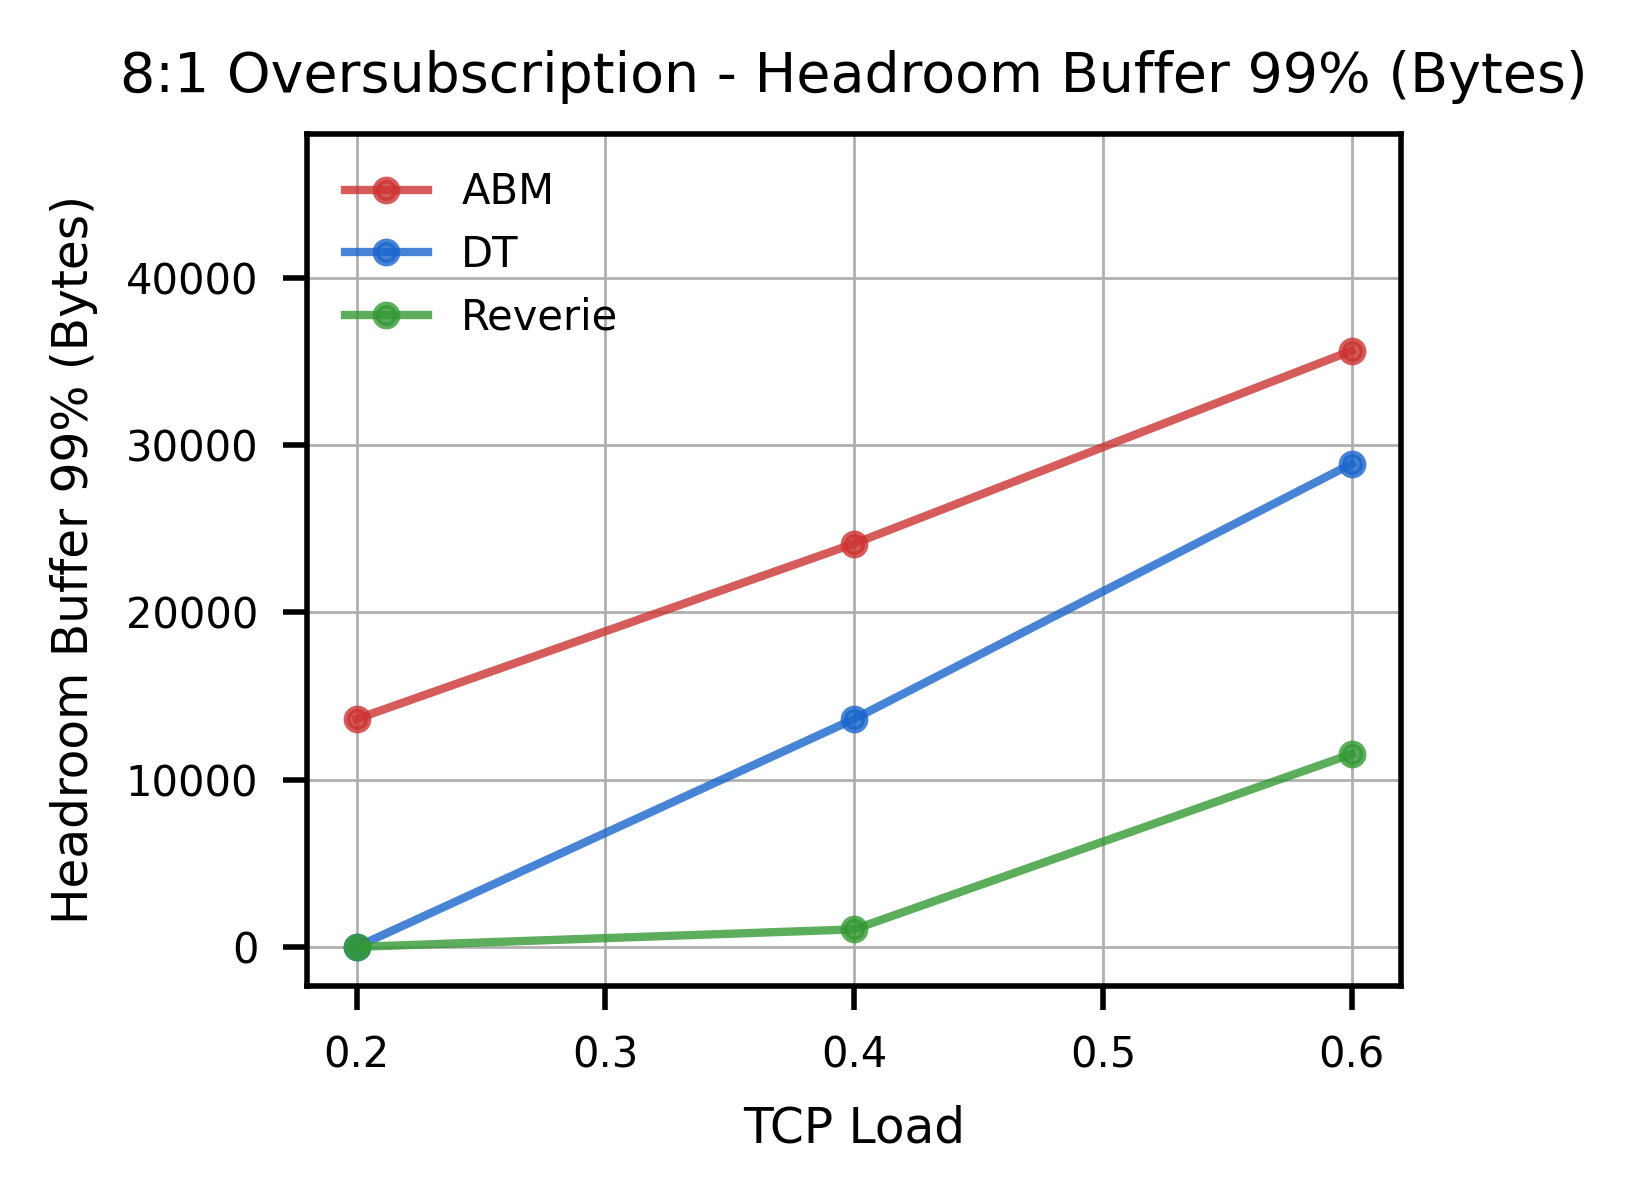 8:1 Oversubscription - Headroom Buffer 99% (Bytes)
Headroom Buffer 99% (Bytes)
ABM
DT
Reverie
40000
30000
20000
10000
0
0.2 0.3 0.4 0.5 0.6
TCP Load